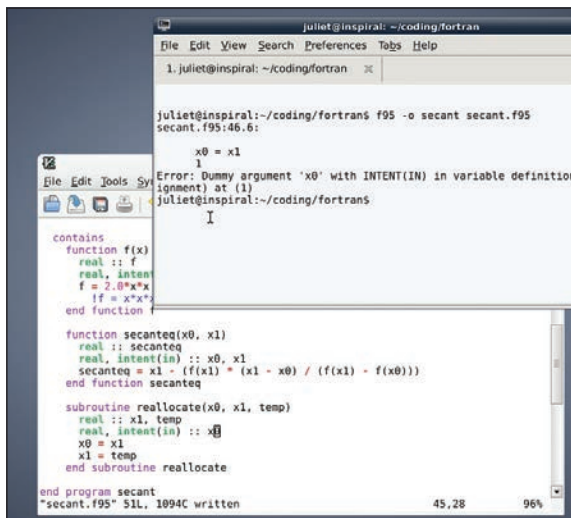 juliet@inspiral: ~/coding/fortran
File Edit View Search Preferences Tabs Help
1. juliet@inspiral: ~/coding/fortran
juliet@inspiral:~/coding/fortran$ f95 -o secant secant.f95
secant.f95:46.6:
x0 = x1
1
Error: Dummy argument 'x0' with INTENT(IN) in variable definitio
ignment) at (1)
juliet@inspiral:~/coding/fortran$
File Edit Tools Sy
contains
function f(x)
real :: f
real, intent
f = 2.0*x*x
!f = x*x*
end function f
function secanteq(x0, x1)
real :: secanteq
real, intent(in) :: x0, x1
secanteq = x1 - (f(x1) * (x1 - x0) / (f(x1) - f(x0)))
end function secanteq
subroutine reallocate(x0, x1, temp)
real :: x1, temp
real, intent(in) :: x0
x0 = x1
x1 = temp
end subroutine reallocate
end program secant
"secant.f95" 51L, 1094C written 45,28 96%